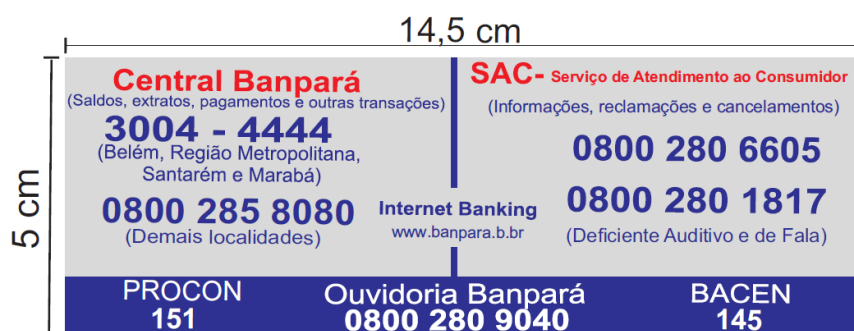 14,5 cm
5 cm
Central Banpará
(Saldos, extratos, pagamentos e outras transações)
3004 - 4444
(Belém, Região Metropolitana,
Santarém e Marabá)
0800 285 8080
(Demais localidades)
SAC- Serviço de Atendimento ao Consumidor
(Informações, reclamações e cancelamentos)
0800 280 6605
0800 280 1817
(Deficiente Auditivo e de Fala)
Internet Banking
www.banpara.b.br
PROCON
151
Ouvidoria Banpará
0800 280 9040
BACEN
145